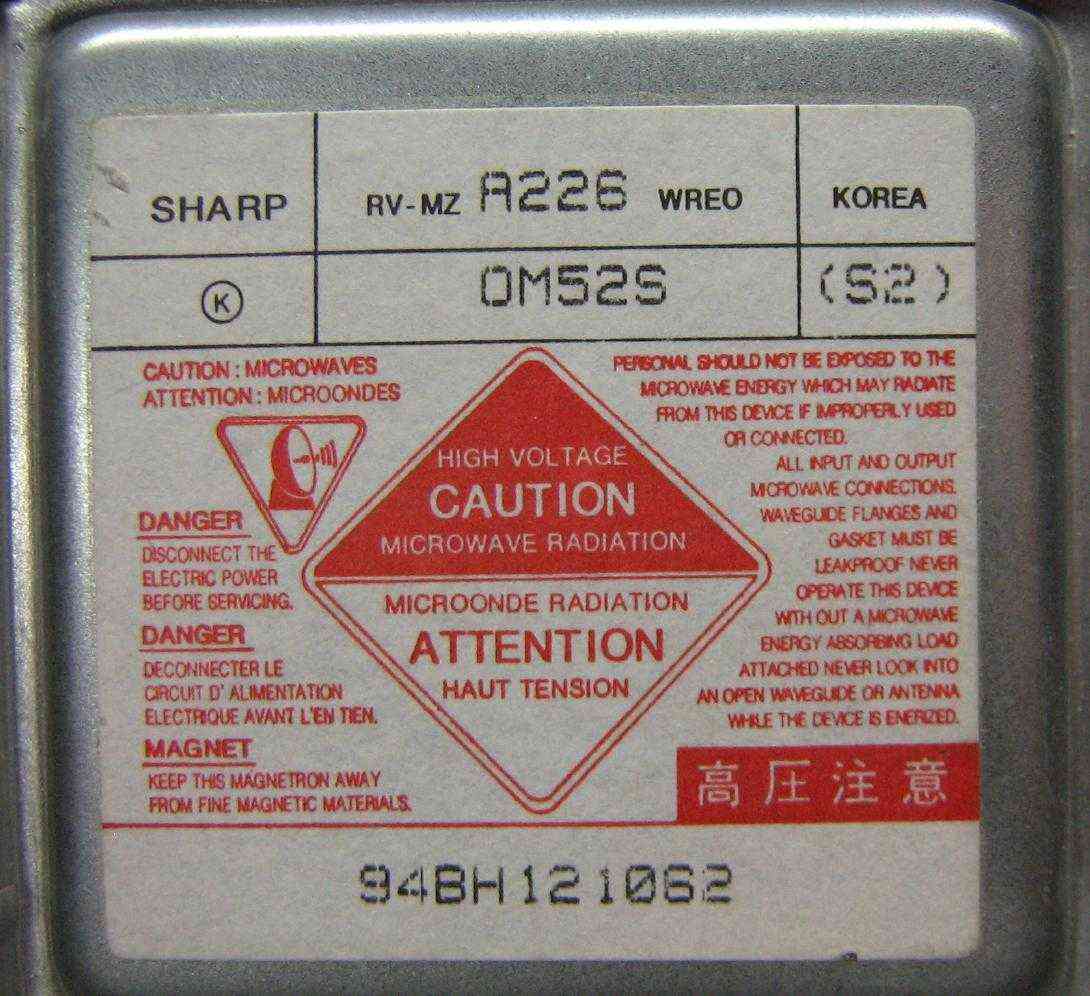 SHARP
RV-MZ A226 WRE0
KOREA
K
OM52S
(S2)
CAUTION : MICROWAVES
ATTENTION : MICROONDES
DANGER
DISCONNECT THE
ELECTRIC POWER
BEFORE SERVICING.
DANGER
DECONNECTER LE
CIRCUIT D' ALIMENTATION
ELECTRIQUE AVANT L'EN TIEN.
MAGNET
KEEP THIS MAGNETRON AWAY
FROM FINE MAGNETIC MATERIALS.
HIGH VOLTAGE
CAUTION
MICROWAVE RADIATION
MICROONDE RADIATION
ATTENTION
HAUT TENSION
PERSONAL SHOULD NOT BE EXPOSED TO THE
MICROWAVE ENERGY WHICH MAY RADIATE
FROM THIS DEVICE IF IMPROPERLY USED
OR CONNECTED.
ALL INPUT AND OUTPUT
MICROWAVE CONNECTIONS.
WAVEGUIDE FLANGES AND
GASKET MUST BE
LEAKPROOF NEVER
OPERATE THIS DEVICE
WITH OUT A MICROWAVE
ENERGY ABSORBING LOAD
ATTACHED NEVER LOOK INTO
AN OPEN WAVEGUIDE OR ANTENNA
WHILE THE DEVICE IS ENERIZED.
高圧注意
948H121062